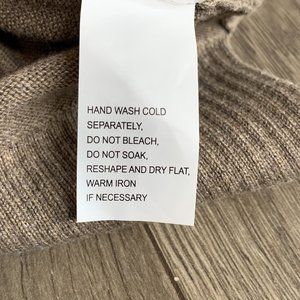 HAND WASH COLD
SEPARATELY,
DO NOT BLEACH,
DO NOT SOAK,
RESHAPE AND DRY FLAT,
WARM IRON
IF NECESSARY